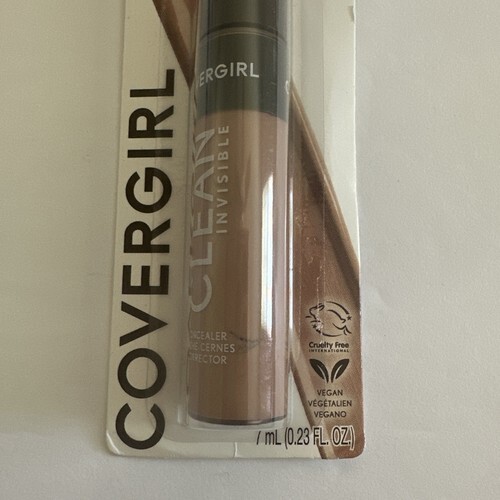 COVERGIRL
VERGIRL
CLEAN
INVISIBLE
CONCEALER
CERNES
CORRECTOR
Cruelty Free
INTERNATIONAL
VEGAN
VÉGÉTALIEN
VEGANO
7 mL (0.23 FL. OZ.)